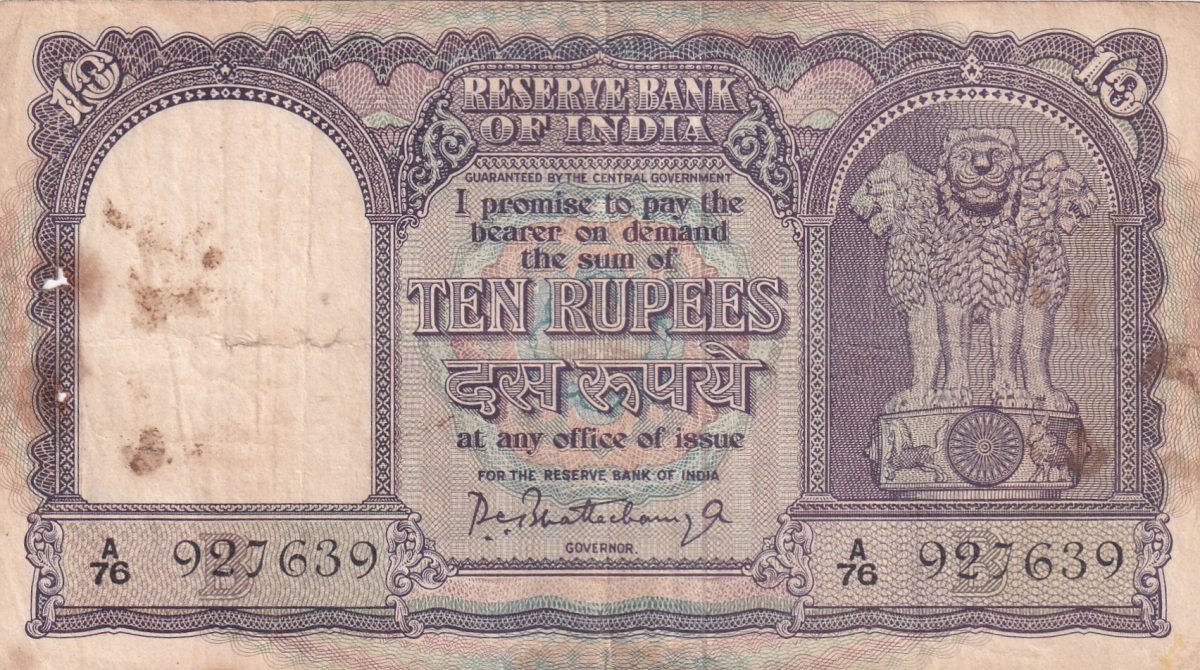 10
10
RESERVE BANK
OF INDIA
GUARANTEED BY THE CENTRAL GOVERNMENT
I promise to pay the
bearer on demand
the sum of
TEN RUPEES
दस रूपये
at any office of issue
FOR THE RESERVE BANK OF INDIA
P.C. Bhattacharyya
GOVERNOR.
A/76 927639
A/76 927639
B
B